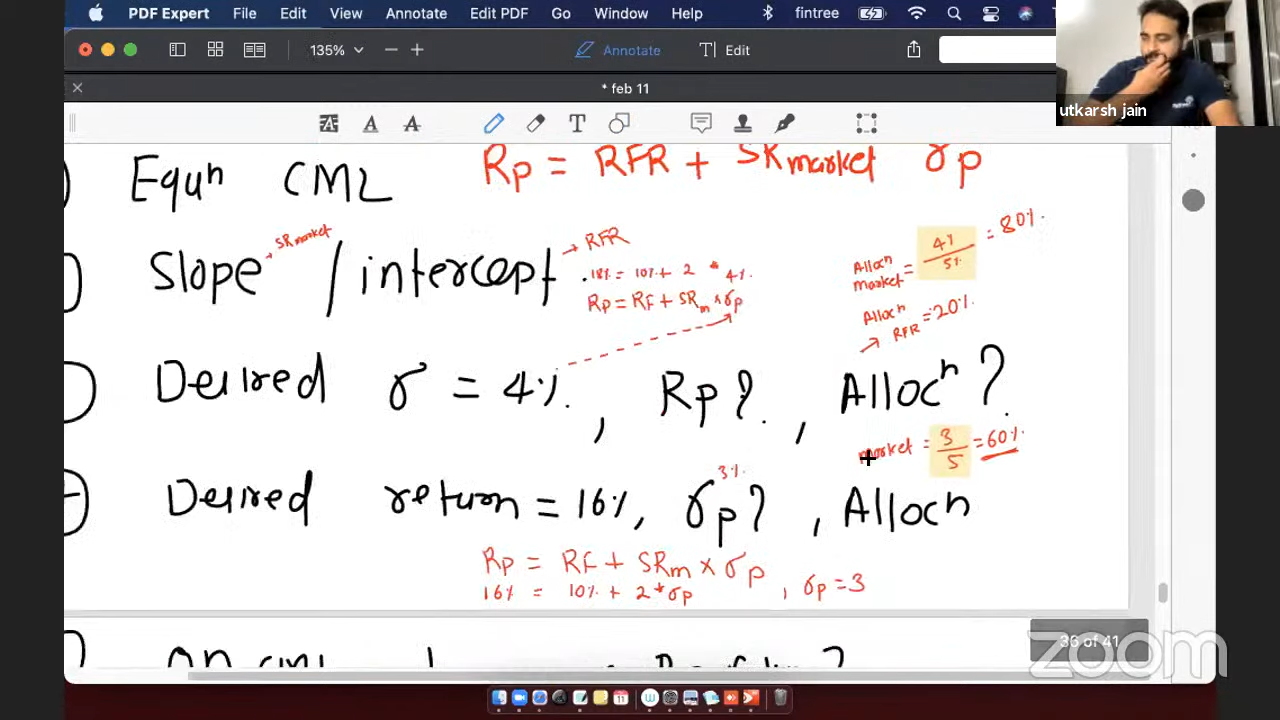 PDF Expert File Edit View Annotate Edit PDF Go Window Help fintree
135% Annotate T Edit
utkarsh jain
* feb 11
Equⁿ CML Rp = RFR + SRmarket σp
→ SRmarket
→ RFR
Slope / intercept
18% = 10% + 2 * 4%
Rp = RF + SRm × σp
Allocⁿ market = 4% / 5% = 80%
Allocⁿ RFR = 20%
Desired σ = 4%, Rp?, Allocⁿ?
market = 3 / 5 = 60%
3%
Desired return = 16%, σp?, Allocⁿ
Rp = RF + SRm × σp
16% = 10% + 2 * σp, σp = 3
36 of 41
zoom
on CML
11